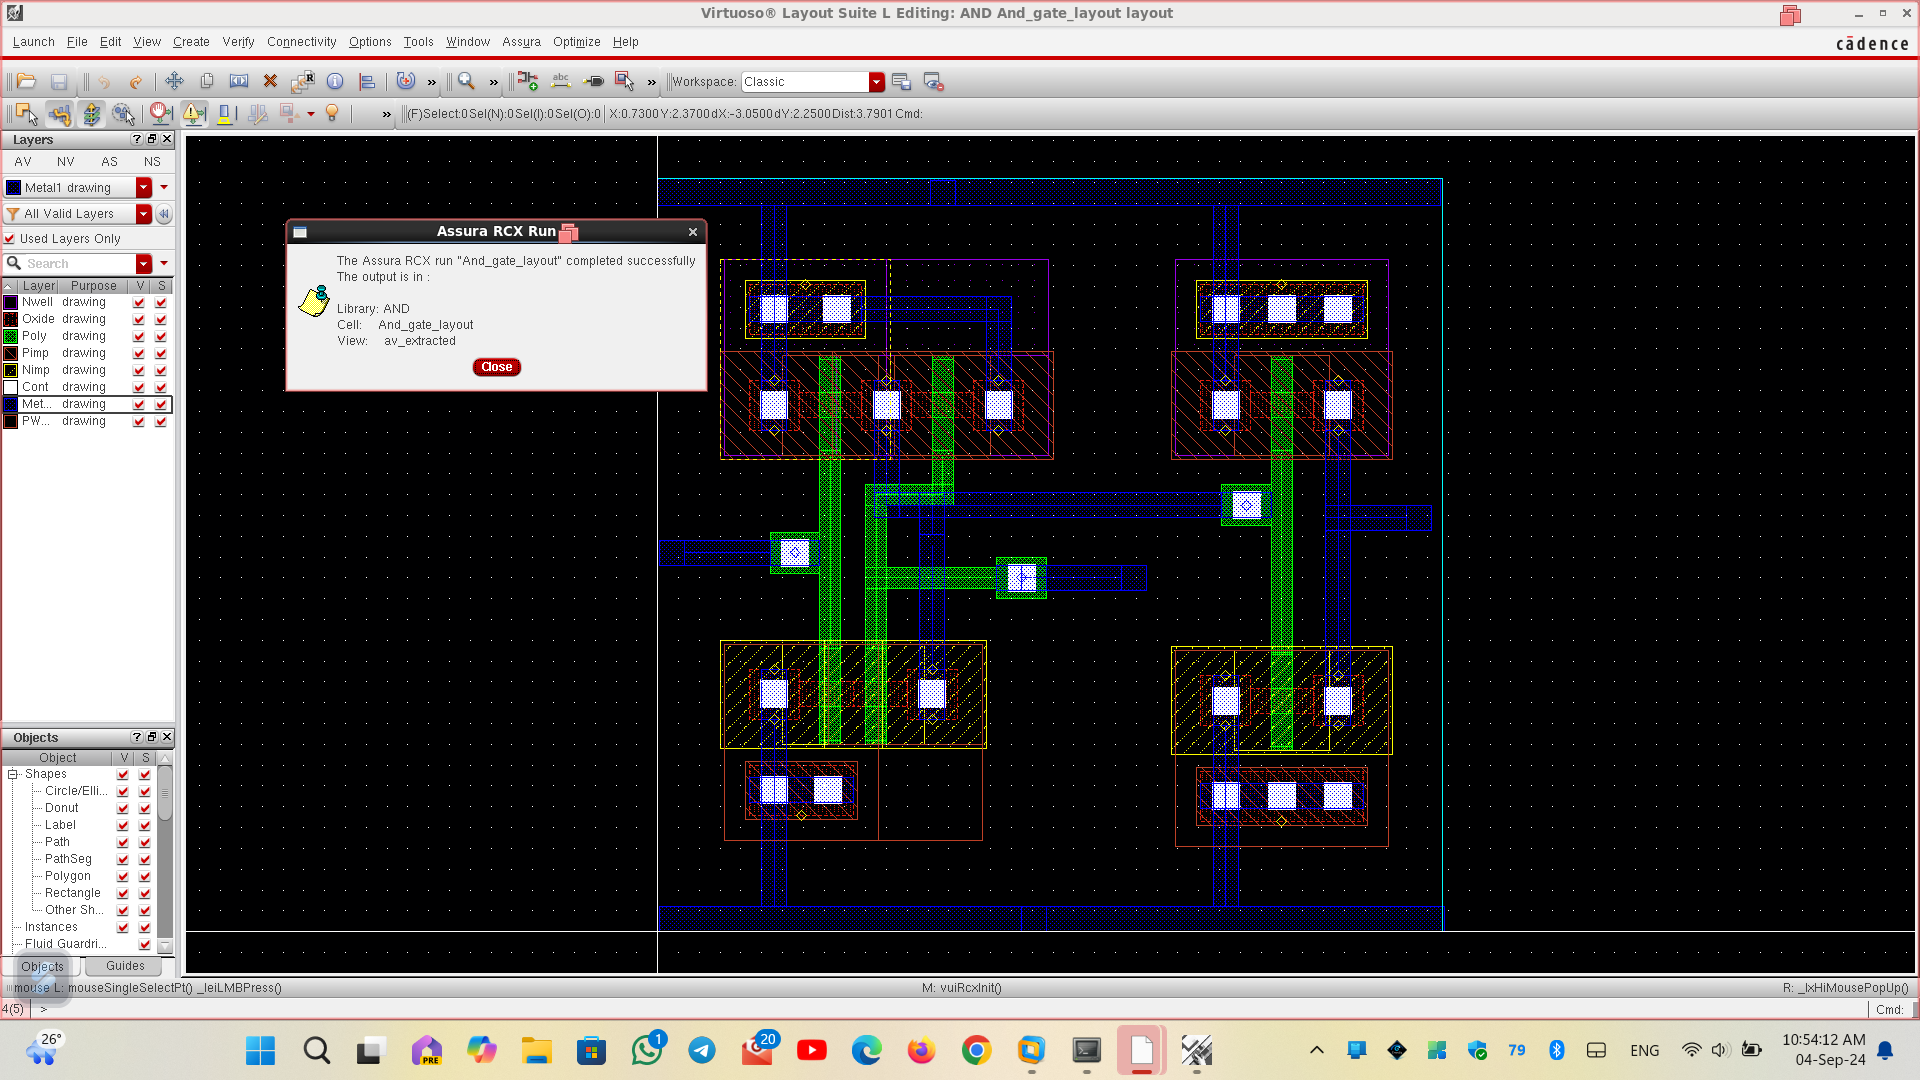 Virtuoso® Layout Suite L Editing: AND And_gate_layout layout
Launch File Edit View Create Verify Connectivity Options Tools Window Assura Optimize Help
cādence
Workspace: Classic
(F)Select:0 Sel(N):0 Sel(I):0 Sel(O):0 X:0.7300 Y:2.3700 dX:-3.0500 dY:2.2500 Dist:3.7901 Cmd:
Layers
AV NV AS NS
Metal1 drawing
All Valid Layers
Used Layers Only
Search
Layer Purpose V S
Nwell drawing
Oxide drawing
Poly drawing
Pimp drawing
Nimp drawing
Cont drawing
Met... drawing
PW... drawing
Assura RCX Run
The Assura RCX run "And_gate_layout" completed successfully
The output is in :
Library: AND
Cell: And_gate_layout
View: av_extracted
Close
Objects
Object V S
Shapes
Circle/Elli...
Donut
Label
Path
PathSeg
Polygon
Rectangle
Other Sh...
Instances
Fluid Guardri...
Objects Guides
mouse L: mouseSingleSelectPt() _leiLMBPress() M: vuiRcxInit() R: _lxHiMousePopUp()
4(5) > Cmd:
26°
PRE
1
20
79
ENG
10:54:12 AM
04-Sep-24